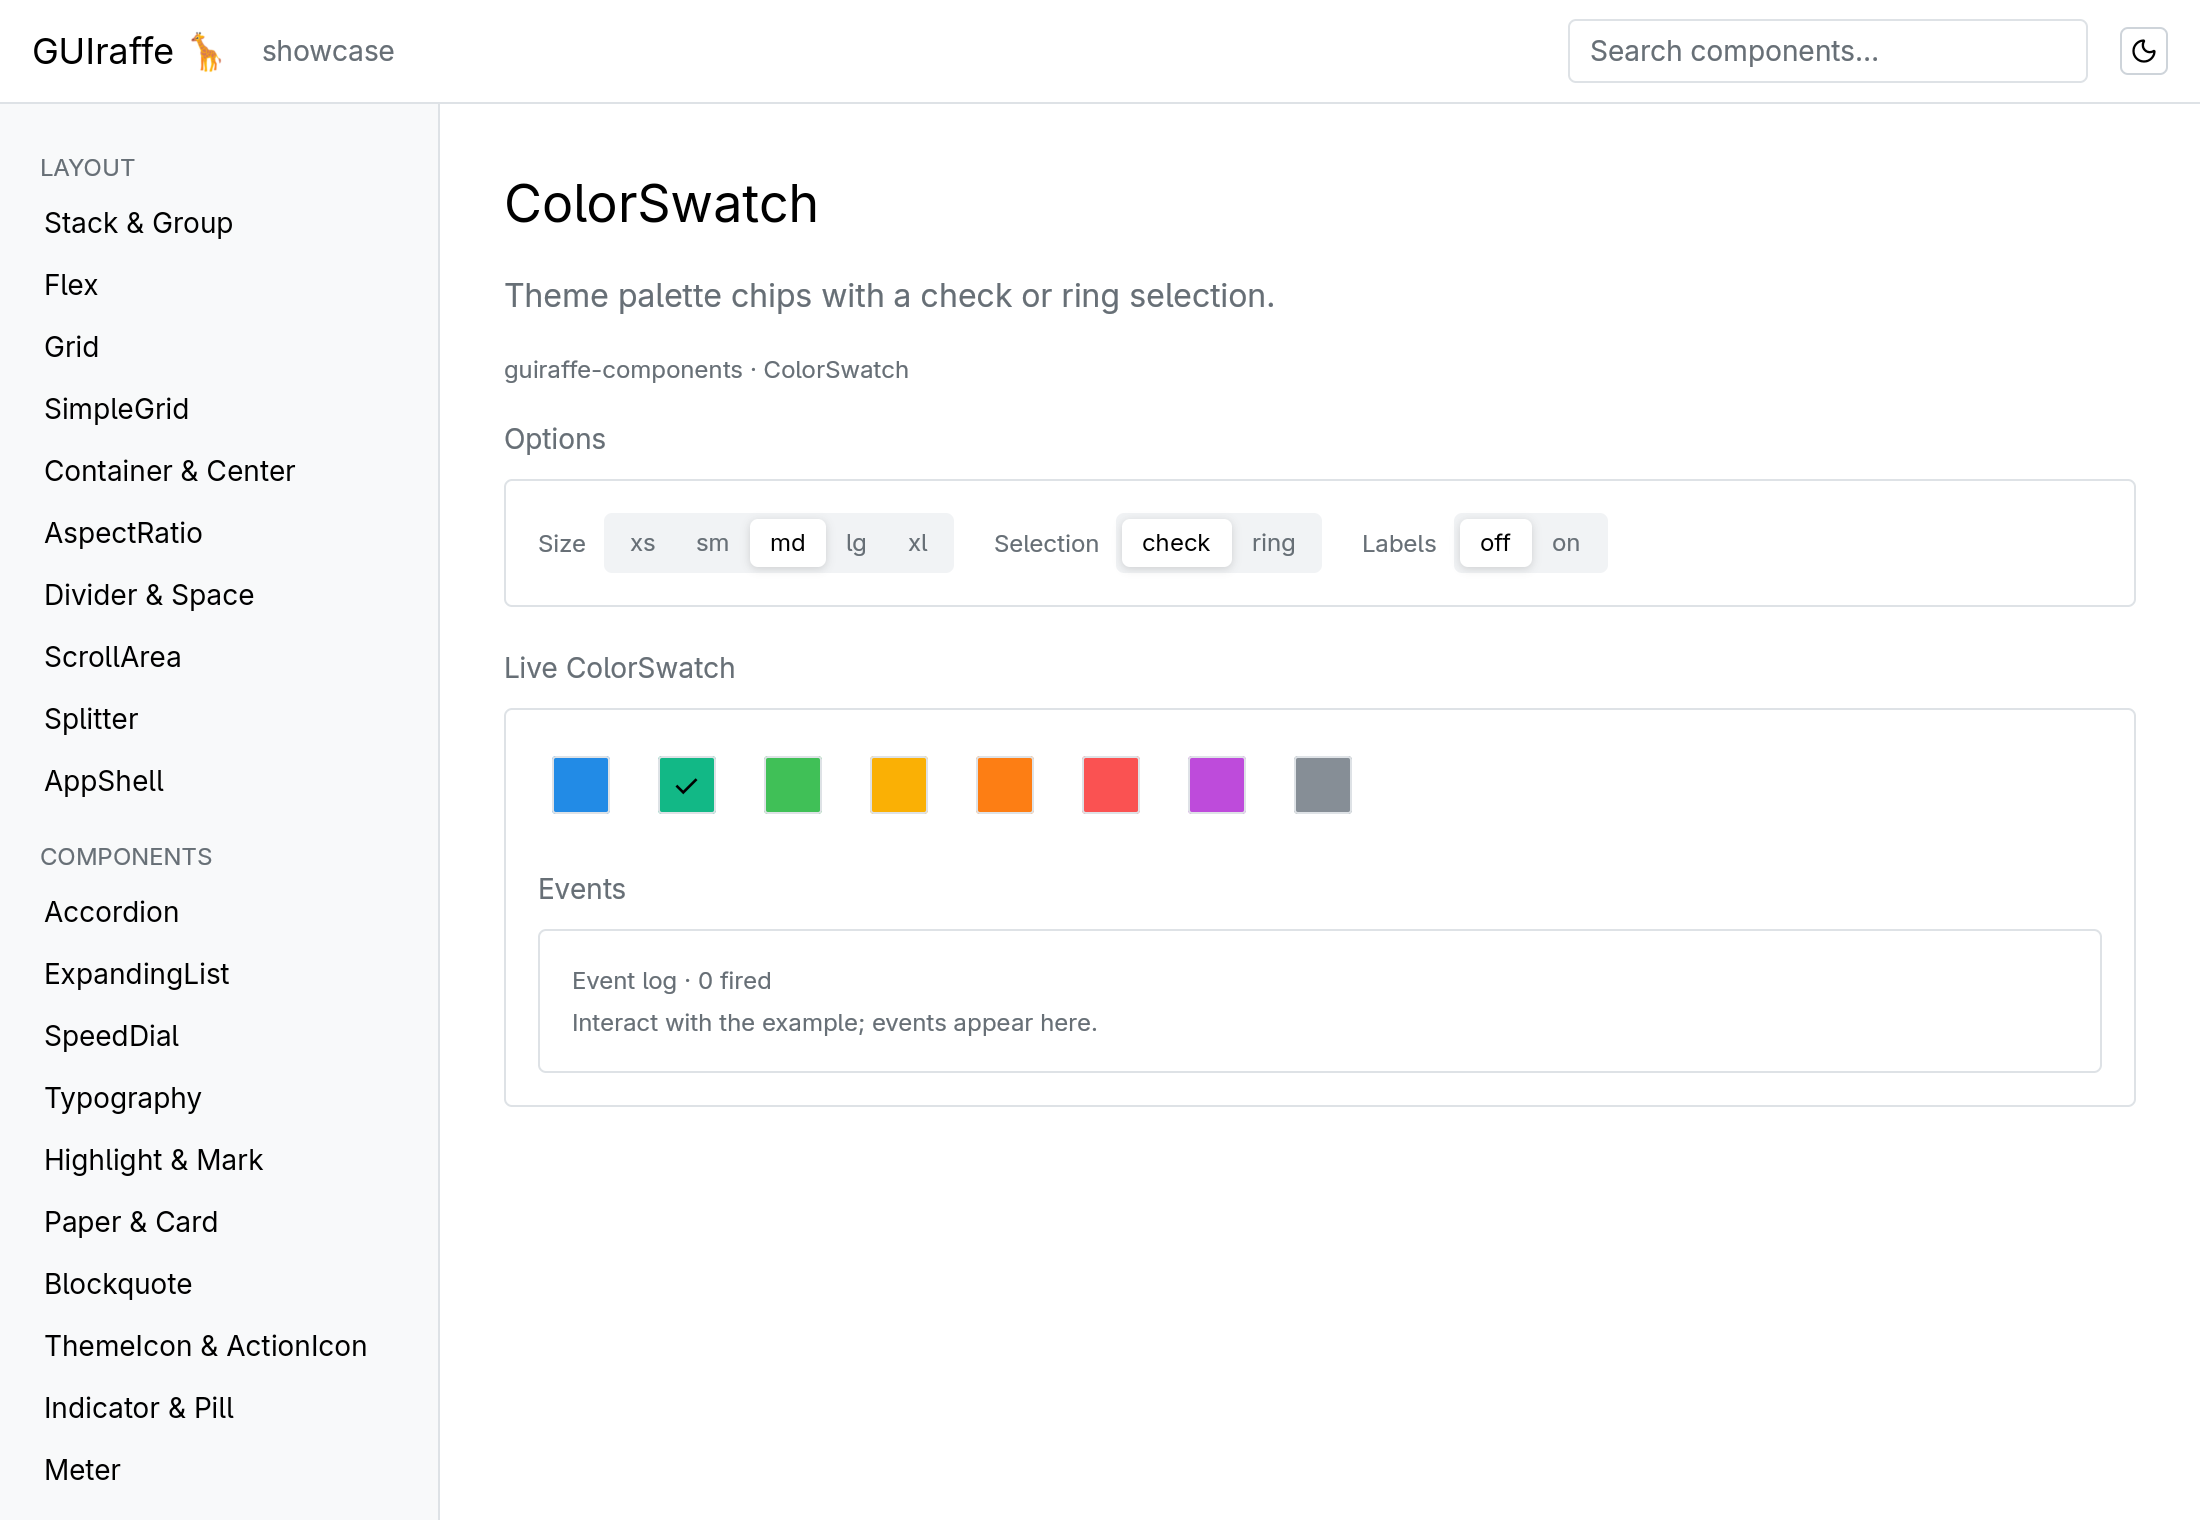 GUIraffe 🦒 showcase Search components...
LAYOUT
Stack & Group
Flex
Grid
SimpleGrid
Container & Center
AspectRatio
Divider & Space
ScrollArea
Splitter
AppShell
COMPONENTS
Accordion
ExpandingList
SpeedDial
Typography
Highlight & Mark
Paper & Card
Blockquote
ThemeIcon & ActionIcon
Indicator & Pill
Meter
ColorSwatch
Theme palette chips with a check or ring selection.
guiraffe-components · ColorSwatch
Options
Size xs sm md lg xl Selection check ring Labels off on
Live ColorSwatch
Events
Event log · 0 fired
Interact with the example; events appear here.